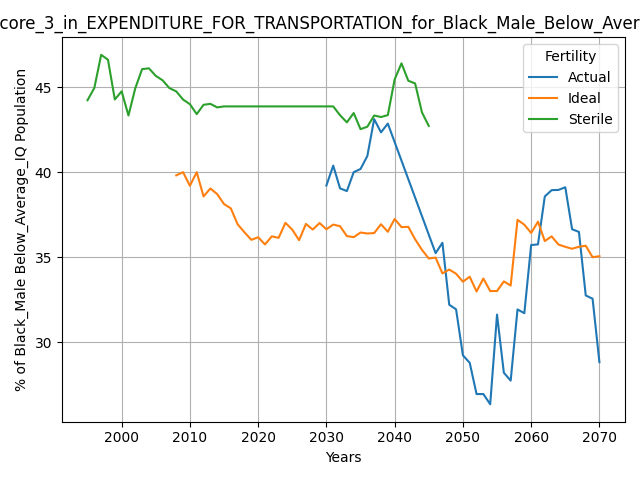 core_3_in_EXPENDITURE_FOR_TRANSPORTATION_for_Black_Male_Below_Aver
Fertility
Actual
Ideal
Sterile
% of Black_Male Below_Average_IQ Population
45
40
35
30
2000 2010 2020 2030 2040 2050 2060 2070
Years